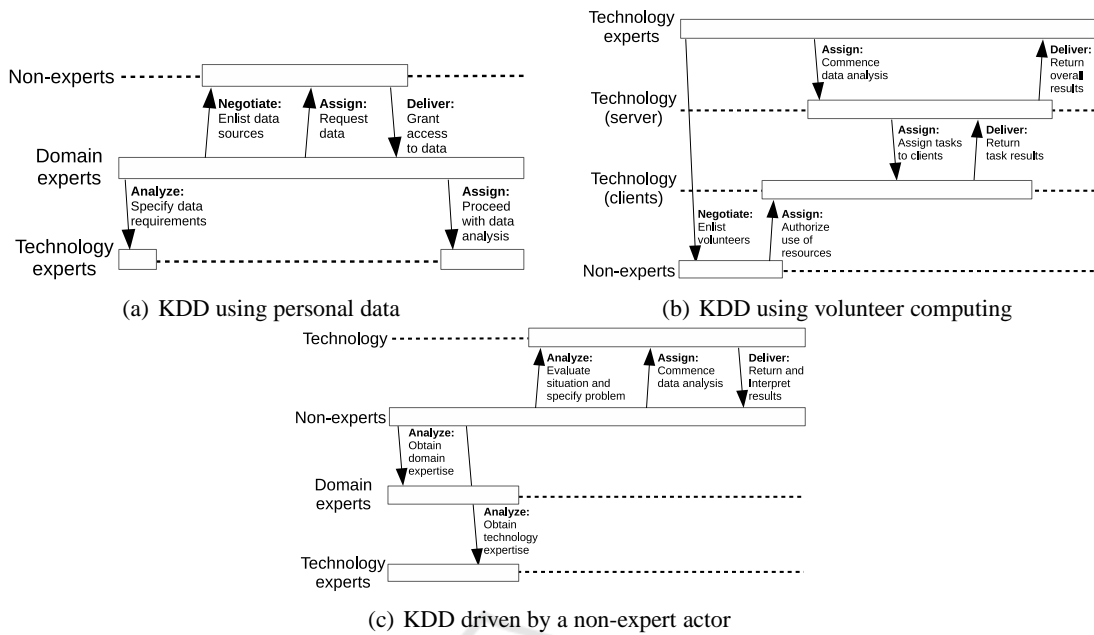 Non-experts
Negotiate:
Enlist data
sources
Assign:
Request
data
Deliver:
Grant
access
to data
Domain
experts
Analyze:
Specify data
requirements
Assign:
Proceed
with data
analysis
Technology
experts
(a) KDD using personal data
Technology
experts
Assign:
Commence
data analysis
Deliver:
Return
overall
results
Technology
(server)
Assign:
Assign tasks
to clients
Deliver:
Return
task results
Technology
(clients)
Negotiate:
Enlist
volunteers
Assign:
Authorize
use of
resources
Non-experts
(b) KDD using volunteer computing
Technology
Analyze:
Evaluate
situation and
specify problem
Assign:
Commence
data analysis
Deliver:
Return and
Interpret
results
Non-experts
Analyze:
Obtain
domain
expertise
Domain
experts
Analyze:
Obtain
technology
expertise
Technology
experts
(c) KDD driven by a non-expert actor